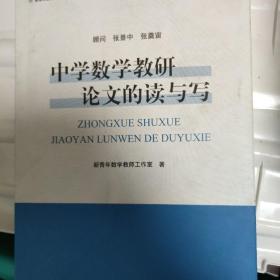 顾问 张景中 张奠宙
中学数学教研
论文的读与写
ZHONGXUE SHUXUE
JIAOYAN LUNWEN DE DUYUXIE
新青年数学教师工作室 著